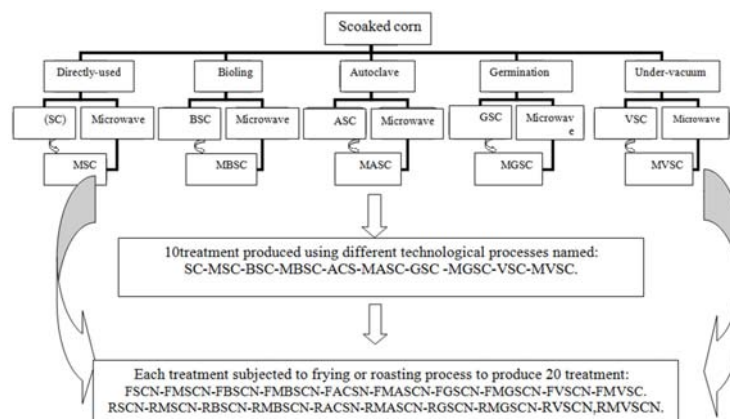 Scoaked corn
Directly-used Bioling Autoclave Germination Under-vacuum
(SC) Microwave BSC Microwave ASC Microwave GSC Microwav
e VSC Microwave
MSC MBSC MASC MGSC MVSC
10treatment produced using different technological processes named:
SC-MSC-BSC-MBSC-ACS-MASC-GSC -MGSC-VSC-MVSC.
Each treatment subjected to frying or roasting process to produce 20 treatment:
FSCN-FMSCN-FBSCN-FMBSCN-FACSN-FMASCN-FGSCN-FMGSCN-FVSCN-FMVSC.
RSCN-RMSCN-RBSCN-RMBSCN-RACSN-RMASCN-RGSCN-RMGSCN-RVSCN,RMVSCN.